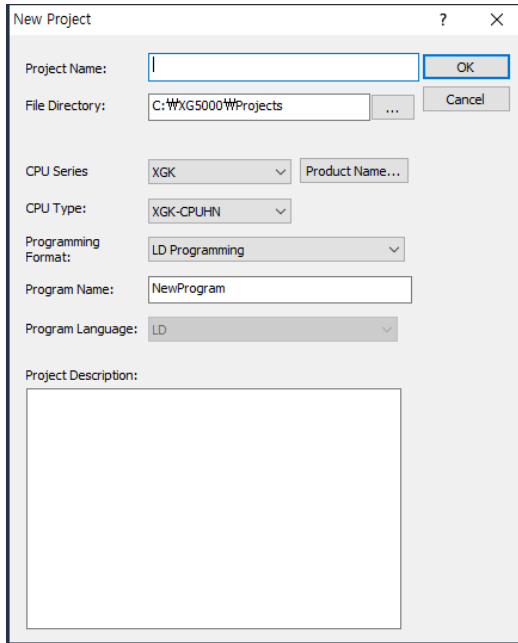 New Project
? X
Project Name:
OK
File Directory:
C:₩XG5000₩Projects
...
Cancel
CPU Series
XGK
Product Name...
CPU Type:
XGK-CPUHN
Programming
Format:
LD Programming
Program Name:
NewProgram
Program Language:
LD
Project Description: